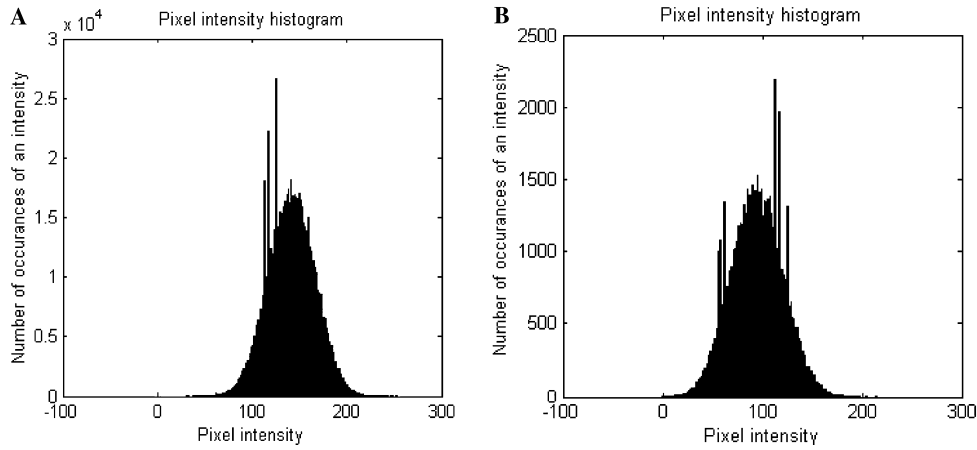 A
Pixel intensity histogram
x 10^4
3
2.5
2
1.5
1
0.5
0
-100
0
100
200
300
Number of occurances of an intensity
Pixel intensity
B
Pixel intensity histogram
2500
2000
1500
1000
500
0
-100
0
100
200
300
Number of occurances of an intensity
Pixel intensity